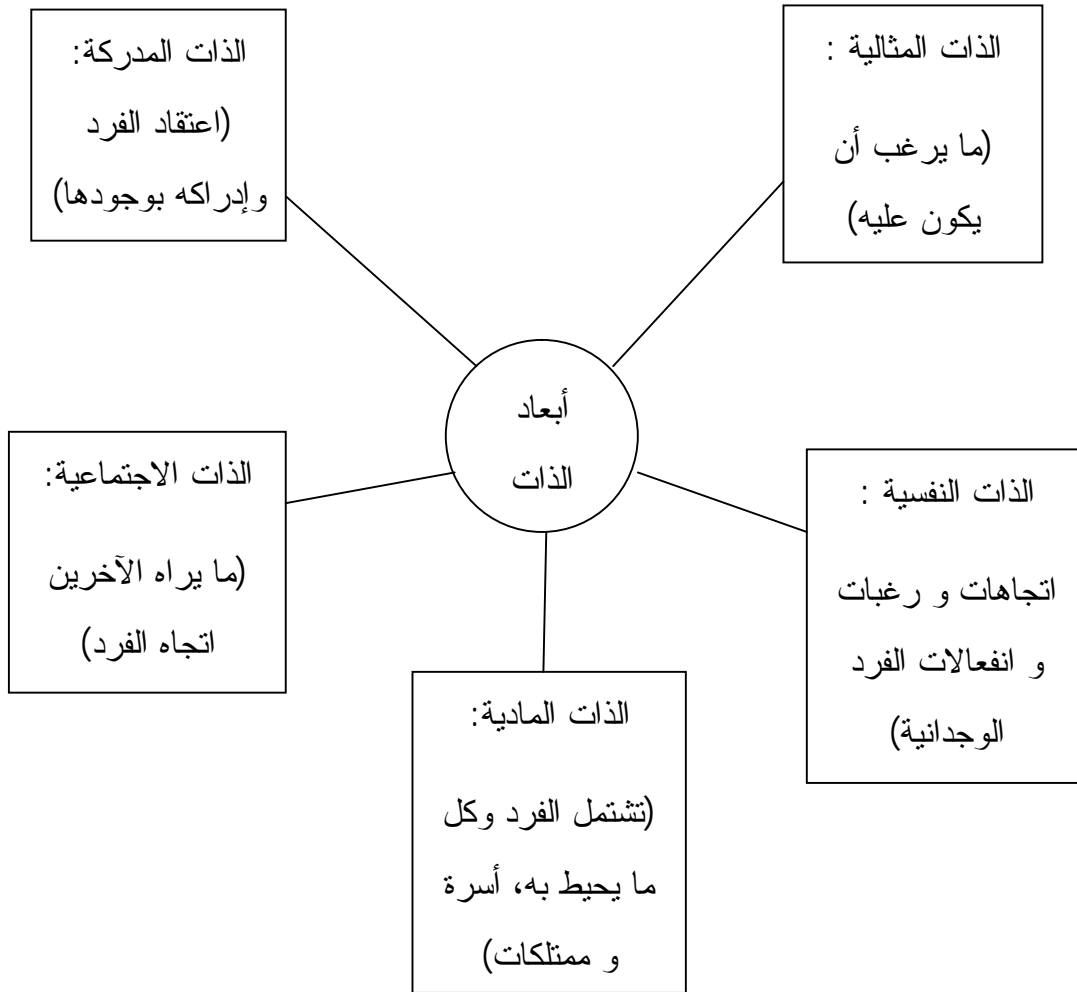 الذات المثالية :
(ما يرغب أن
يكون عليه)
الذات المدركة:
(اعتقاد الفرد
وإدراكه بوجودها)
أبعاد
الذات
الذات النفسية :
اتجاهات و رغبات
و انفعالات الفرد
الوجدانية)
الذات الاجتماعية:
(ما يراه الآخرين
اتجاه الفرد)
الذات المادية:
(تشتمل الفرد وكل
ما يحيط به، أسرة
و ممتلكات)